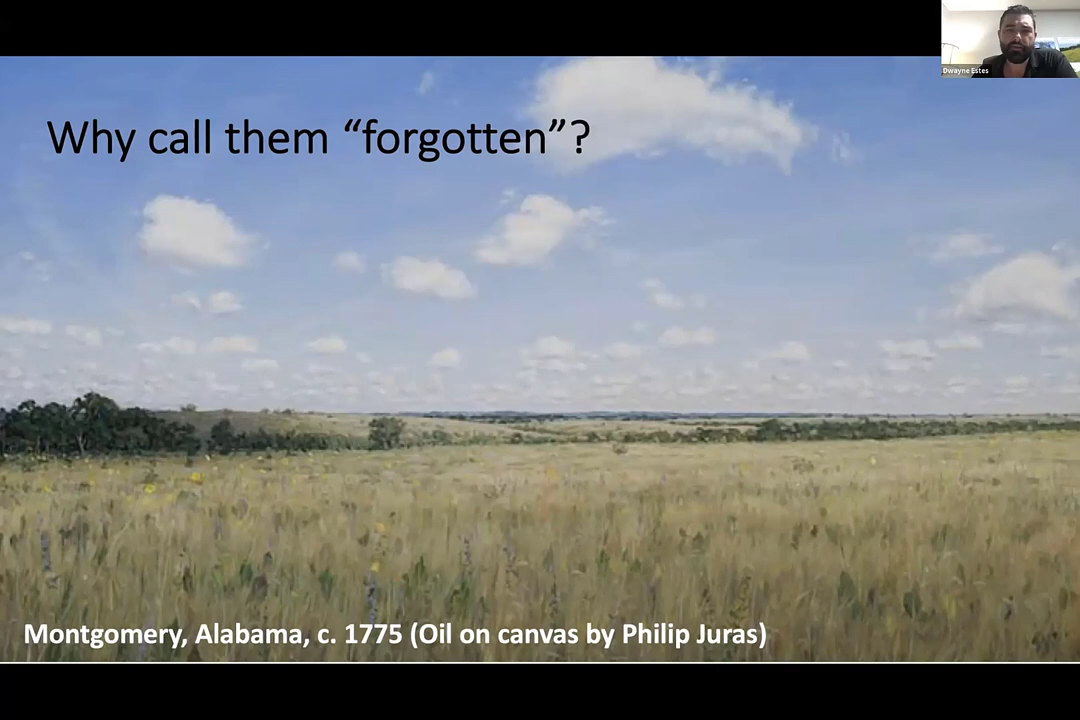 Dwayne Estes
Why call them “forgotten”?
Montgomery, Alabama, c. 1775 (Oil on canvas by Philip Juras)